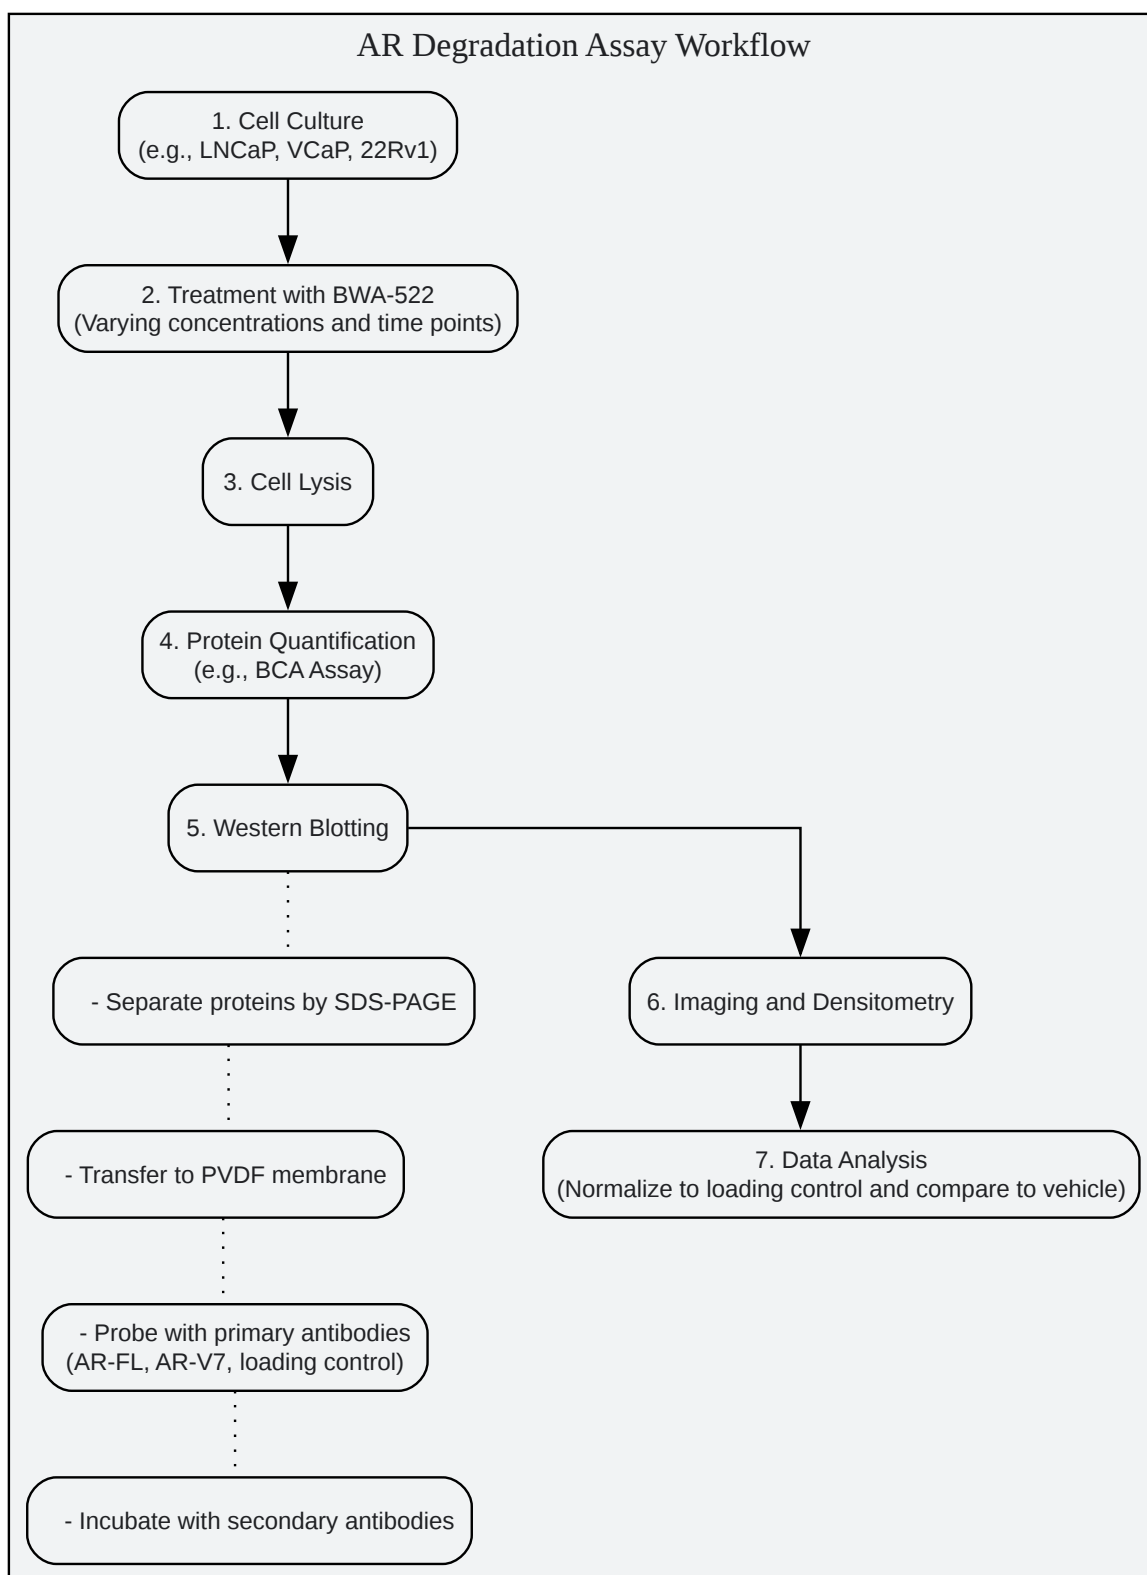 AR Degradation Assay Workflow
1. Cell Culture
(e.g., LNCaP, VCaP, 22Rv1)
2. Treatment with BWA-522
(Varying concentrations and time points)
3. Cell Lysis
4. Protein Quantification
(e.g., BCA Assay)
5. Western Blotting
- Separate proteins by SDS-PAGE
- Transfer to PVDF membrane
- Probe with primary antibodies
(AR-FL, AR-V7, loading control)
- Incubate with secondary antibodies
6. Imaging and Densitometry
7. Data Analysis
(Normalize to loading control and compare to vehicle)